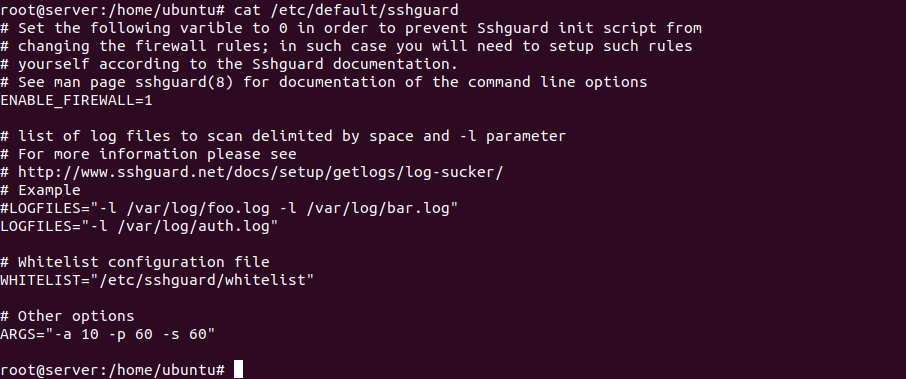 root@server:/home/ubuntu# cat /etc/default/sshguard
# Set the following varible to 0 in order to prevent Sshguard init script from
# changing the firewall rules; in such case you will need to setup such rules
# yourself according to the Sshguard documentation.
# See man page sshguard(8) for documentation of the command line options
ENABLE_FIREWALL=1

# list of log files to scan delimited by space and -l parameter
# For more information please see
# http://www.sshguard.net/docs/setup/getlogs/log-sucker/
# Example
#LOGFILES="-l /var/log/foo.log -l /var/log/bar.log"
LOGFILES="-l /var/log/auth.log"

# Whitelist configuration file
WHITELIST="/etc/sshguard/whitelist"

# Other options
ARGS="-a 10 -p 60 -s 60"

root@server:/home/ubuntu#